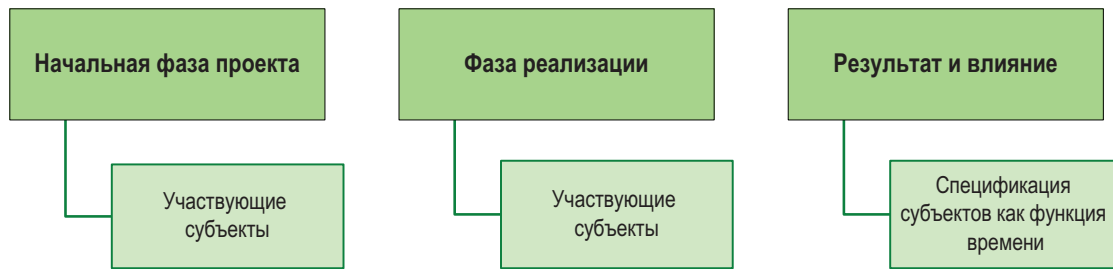 Начальная фаза проекта
Участвующие
субъекты
Фаза реализации
Участвующие
субъекты
Результат и влияние
Спецификация
субъектов как функция
времени